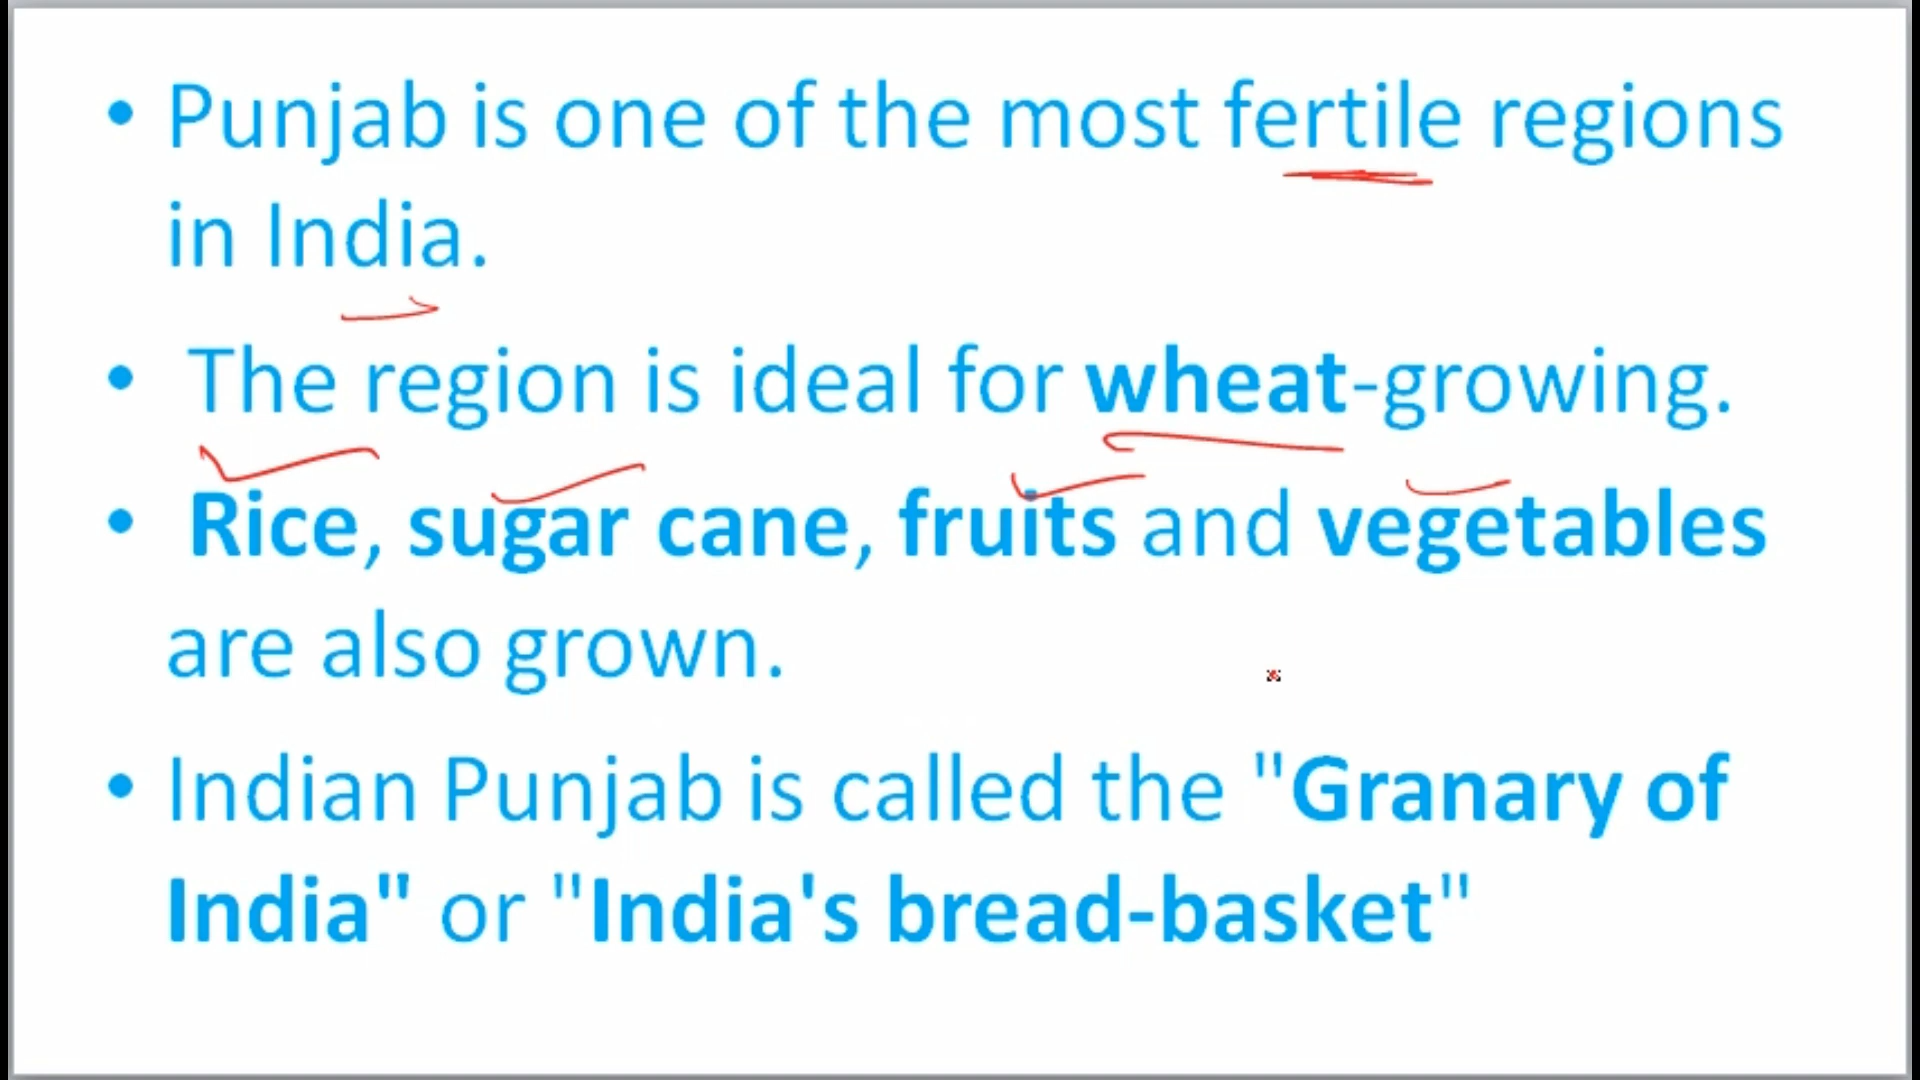 • Punjab is one of the most fertile regions
in India.
• The region is ideal for wheat-growing.
• Rice, sugar cane, fruits and vegetables
are also grown.
• Indian Punjab is called the "Granary of
India" or "India's bread-basket"